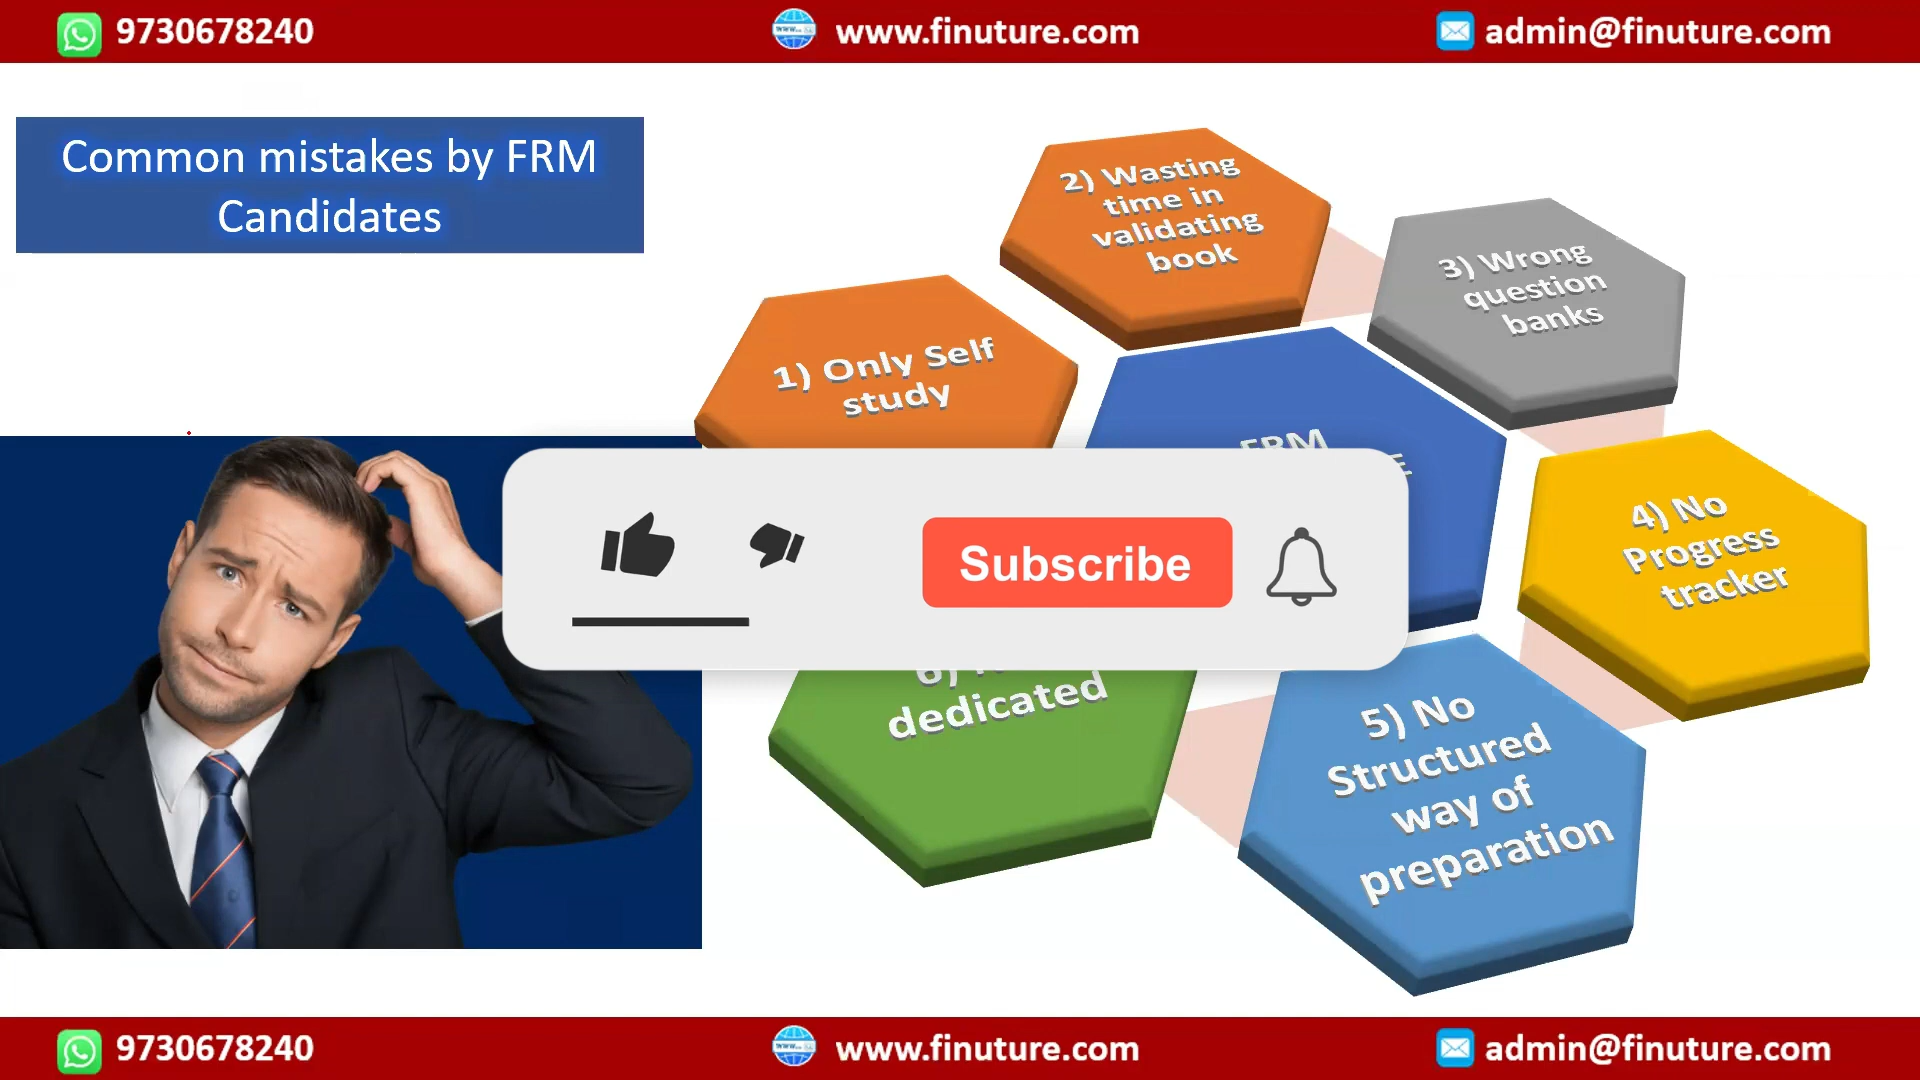 9730678240
www.finuture.com
admin@finuture.com
Common mistakes by FRM
Candidates
2) Wasting
time in
validating
book
3) Wrong
question
banks
1) Only Self
study
FRM
4) No
Progress
tracker
Subscribe
6)
dedicated
5) No
Structured
way of
preparation
9730678240
www.finuture.com
admin@finuture.com